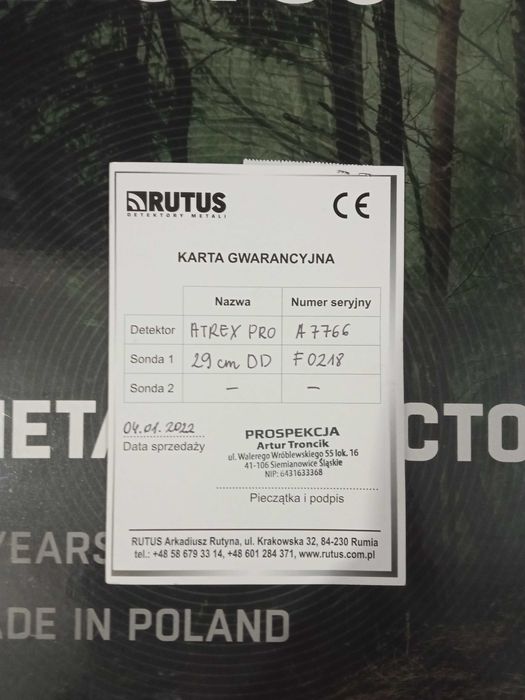 RUTUS
DETEKTORY METALI
CE
KARTA GWARANCYJNA
Nazwa Numer seryjny
Detektor ATREX PRO A7766
Sonda 1 29 cm DD F0218
Sonda 2 – –
04.01.2022
Data sprzedaży
PROSPEKCJA
Artur Troncik
ul. Walerego Wróblewskiego 55 lok. 16
41-106 Siemianowice Śląskie
NIP: 6431633368
Pieczątka i podpis
RUTUS Arkadiusz Rutyna, ul. Krakowska 32, 84-230 Rumia
tel.: +48 58 679 33 14, +48 601 284 371, www.rutus.com.pl
META CTO
YEARS
ADE IN POLAND